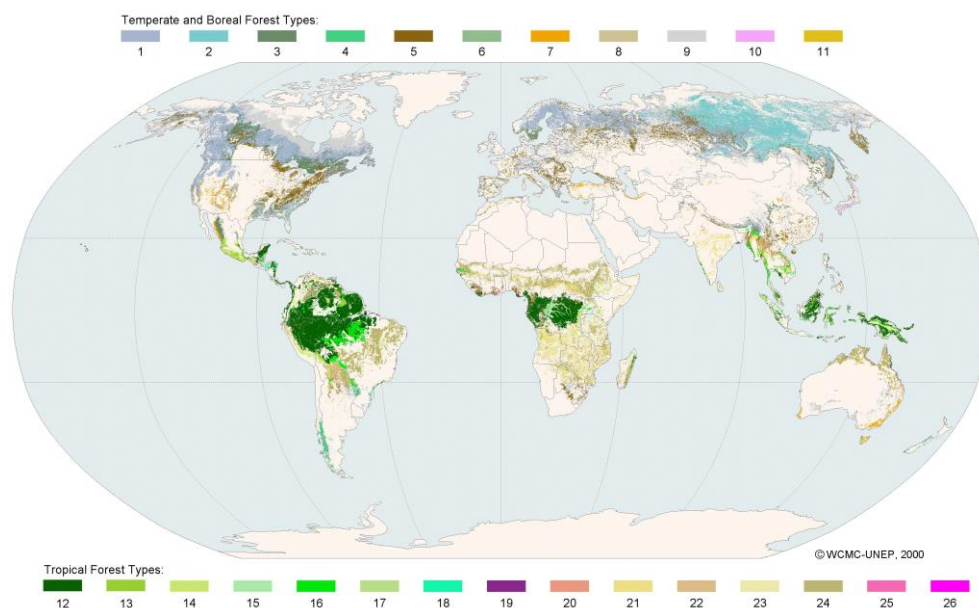 Temperate and Boreal Forest Types:
1 2 3 4 5 6 7 8 9 10 11
© WCMC-UNEP, 2000
Tropical Forest Types:
12 13 14 15 16 17 18 19 20 21 22 23 24 25 26